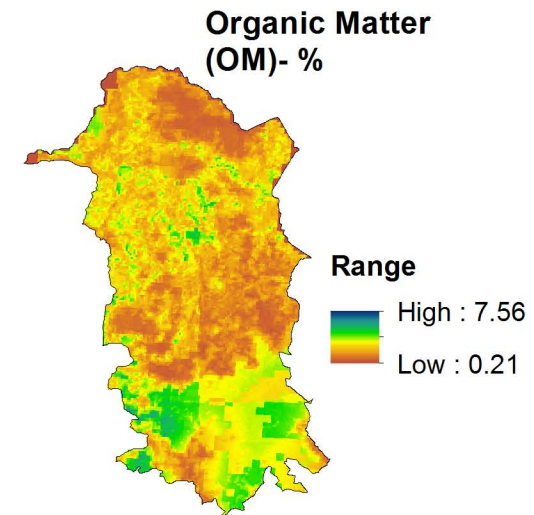 Organic Matter
(OM)- %
Range
High : 7.56
Low : 0.21